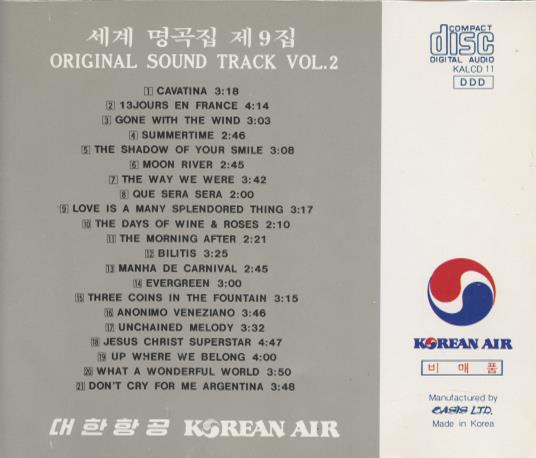 세계 명곡집 제9집
ORIGINAL SOUND TRACK VOL.2
1 CAVATINA 3:18
2 13JOURS EN FRANCE 4:14
3 GONE WITH THE WIND 3:03
4 SUMMERTIME 2:46
5 THE SHADOW OF YOUR SMILE 3:08
6 MOON RIVER 2:45
7 THE WAY WE WERE 3:42
8 QUE SERA SERA 2:00
9 LOVE IS A MANY SPLENDORED THING 3:17
10 THE DAYS OF WINE & ROSES 2:10
11 THE MORNING AFTER 2:21
12 BILITIS 3:25
13 MANHA DE CARNIVAL 2:45
14 EVERGREEN 3:00
15 THREE COINS IN THE FOUNTAIN 3:15
16 ANONIMO VENEZIANO 3:46
17 UNCHAINED MELODY 3:32
18 JESUS CHRIST SUPERSTAR 4:47
19 UP WHERE WE BELONG 4:00
20 WHAT A WONDERFUL WORLD 3:50
21 DON'T CRY FOR ME ARGENTINA 3:48
대한항공 KOREAN AIR
COMPACT
disc
DIGITAL AUDIO
KALCD 11
DDD
KOREAN AIR
비매품
Manufactured by
OASIS LTD.
Made in Korea